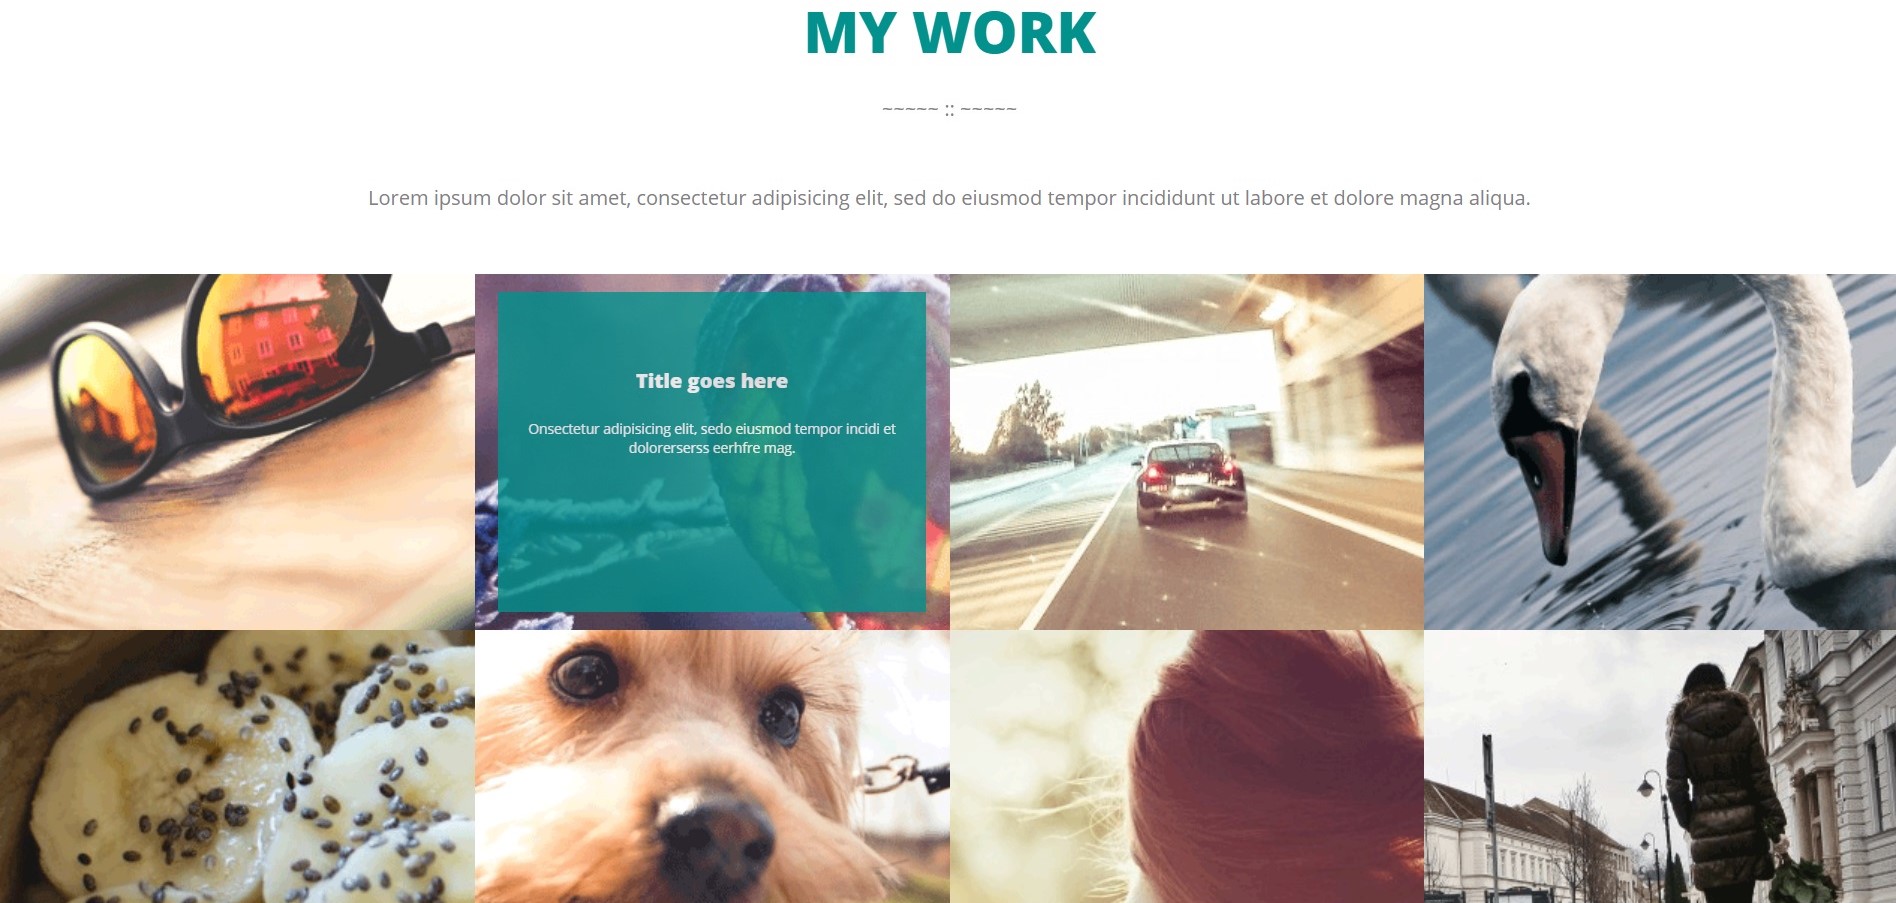 MY WORK
~~~~~ :: ~~~~~
Lorem ipsum dolor sit amet, consectetur adipisicing elit, sed do eiusmod tempor incididunt ut labore et dolore magna aliqua.
Title goes here
Onsectetur adipisicing elit, sedo eiusmod tempor incidi et
dolorerserss eerhfre mag.